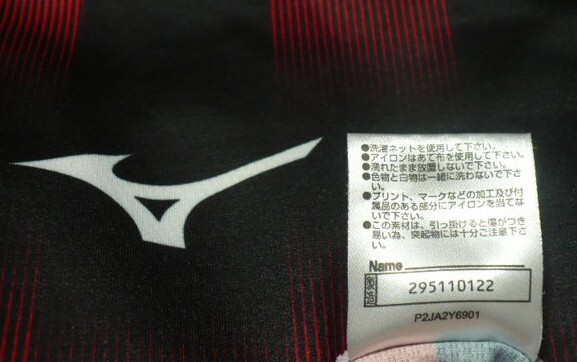 ●洗濯ネットを使用して下さい。
●アイロンはあて布を使用して下さい。
●濡れたまま放置しないで下さい。
●色物と白物は一緒に洗わないで下さい。
●プリント、マークなどの加工及び付
属品のある部分にアイロンを当てな
いで下さい。
●この素材は、引っ掛けると傷がつき
易い為、突起物には十分ご注意下さ
い。
Name
製造 295110122
P2JA2Y6901